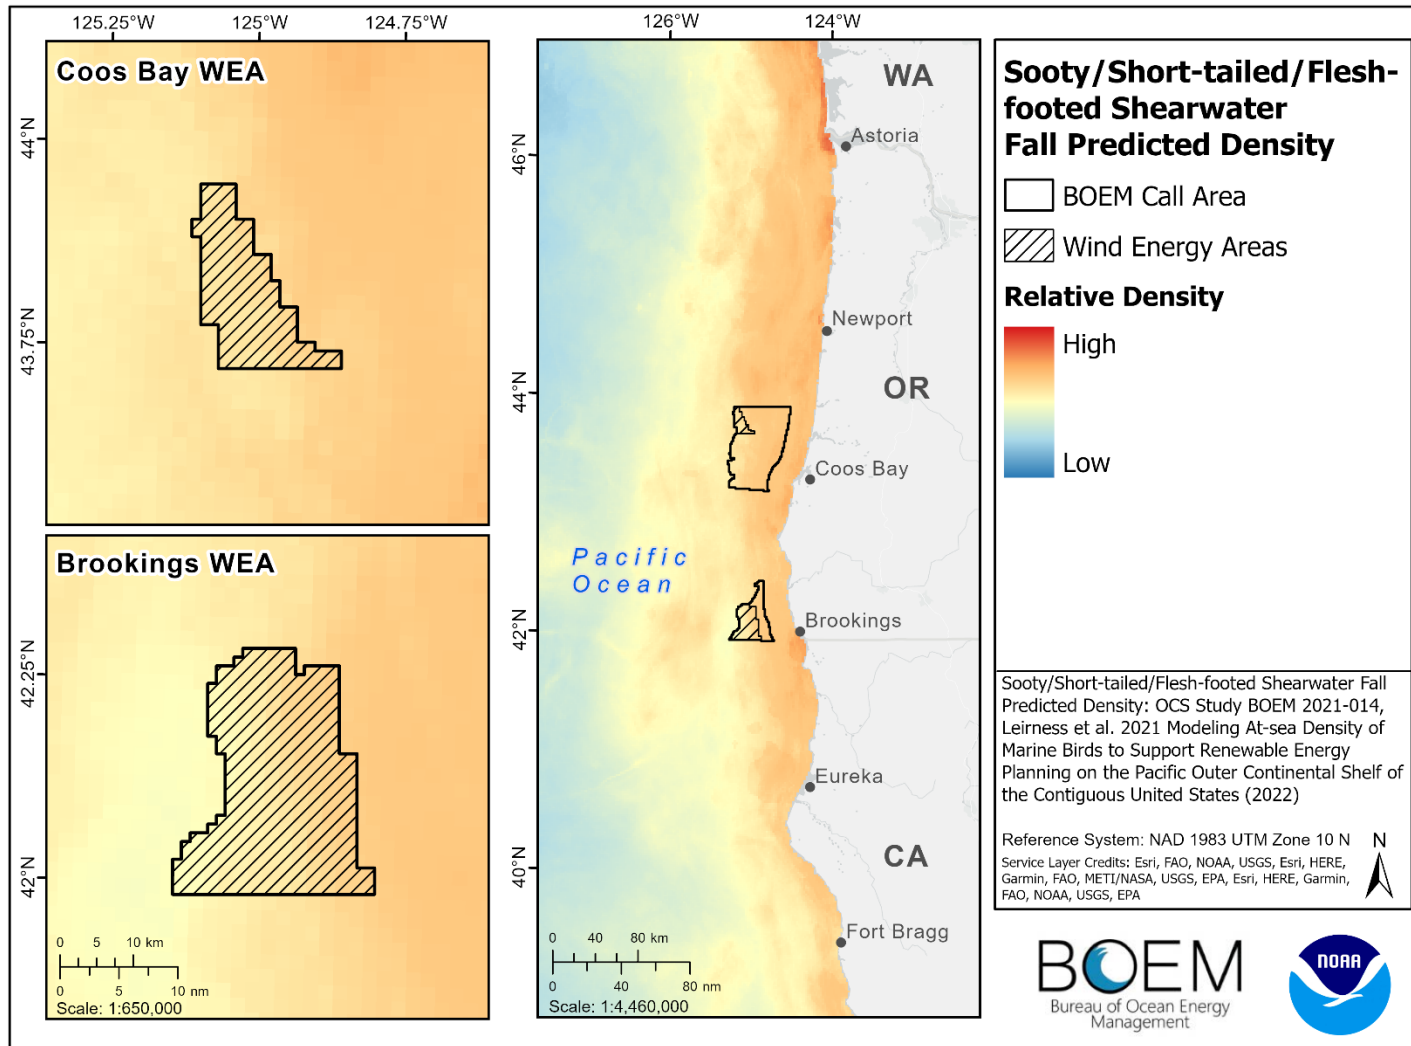 125.25°W
125°W
124.75°W
126°W
124°W
Coos Bay WEA
44°N
43.75°N
Brookings WEA
42.25°N
42°N
0 5 10 km
0 5 10 nm
Scale: 1:650,000
46°N
44°N
42°N
40°N
WA
Astoria
Newport
OR
Coos Bay
Pacific
Ocean
Brookings
Eureka
CA
Fort Bragg
0 40 80 km
0 40 80 nm
Scale: 1:4,460,000
Sooty/Short-tailed/Flesh-
footed Shearwater
Fall Predicted Density
BOEM Call Area
Wind Energy Areas
Relative Density
High
Low
Sooty/Short-tailed/Flesh-footed Shearwater Fall
Predicted Density: OCS Study BOEM 2021-014,
Leirness et al. 2021 Modeling At-sea Density of
Marine Birds to Support Renewable Energy
Planning on the Pacific Outer Continental Shelf of
the Contiguous United States (2022)
Reference System: NAD 1983 UTM Zone 10 N
N
Service Layer Credits: Esri, FAO, NOAA, USGS, Esri, HERE,
Garmin, FAO, METI/NASA, USGS, EPA, Esri, HERE, Garmin,
FAO, NOAA, USGS, EPA
BOEM
Bureau of Ocean Energy
Management
NOAA